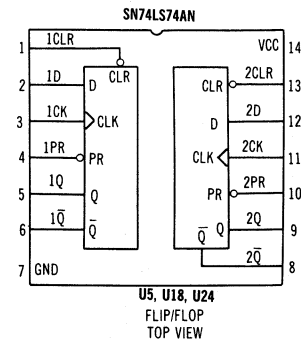 SN74LS74AN
1 1CLR VCC 14
CLR
CLR 2CLR 13
2 1D D
D 2D 12
3 1CK CLK
CLK 2CK 11
4 1PR PR
PR 2PR 10
5 1Q Q
Q 2Q 9
6 1Q̅ Q̅
Q̅
7 GND
2Q̅ 8
U5, U18, U24
FLIP/FLOP
TOP VIEW